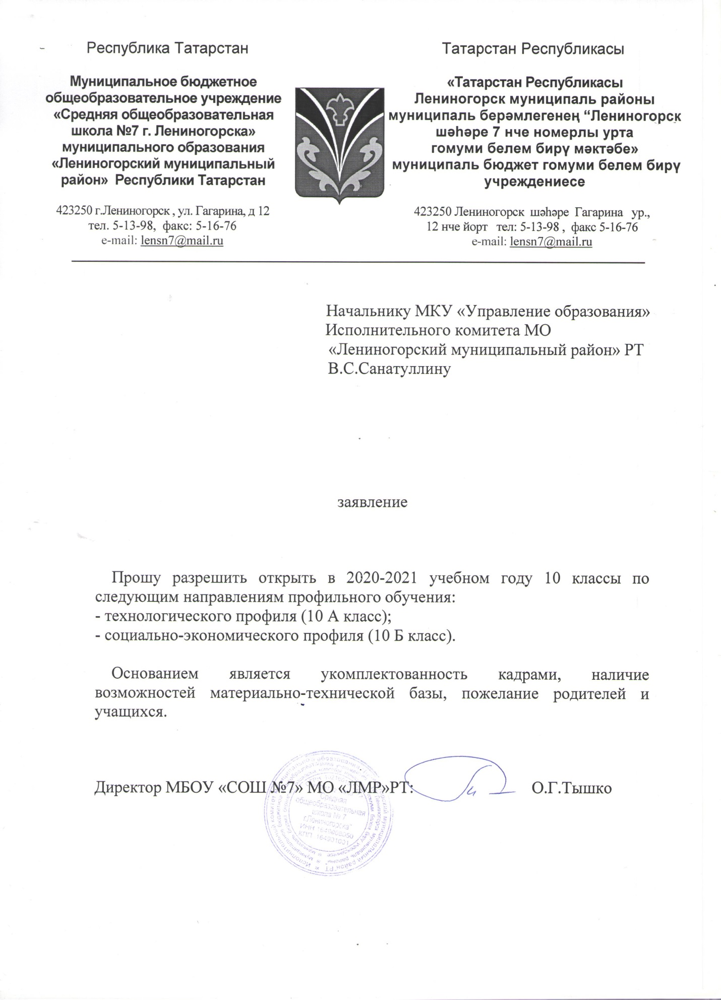 Республика Татарстан
Муниципальное бюджетное
общеобразовательное учреждение
«Средняя общеобразовательная
школа №7 г. Лениногорска»
муниципального образования
«Лениногорский муниципальный
район» Республики Татарстан
423250 г.Лениногорск , ул. Гагарина, д 12
тел. 5-13-98, факс: 5-16-76
e-mail: lensn7@mail.ru
Татарстан Республикасы
«Татарстан Республикасы
Лениногорск муниципаль районы
муниципаль берәмлегенең “Лениногорск
шәһәре 7 нче номерлы урта
гомуми белем бирү мәктәбе»
муниципаль бюджет гомуми белем бирү
учреждениесе
423250 Лениногорск шәһәре Гагарина ур.,
12 нче йорт тел: 5-13-98 , факс 5-16-76
e-mail: lensn7@mail.ru
Начальнику МКУ «Управление образования»
Исполнительного комитета МО
«Лениногорский муниципальный район» РТ
В.С.Санатуллину
заявление
Прошу разрешить открыть в 2020-2021 учебном году 10 классы по
следующим направлениям профильного обучения:
- технологического профиля (10 А класс);
- социально-экономического профиля (10 Б класс).
Основанием является укомплектованность кадрами, наличие
возможностей материально-технической базы, пожелание родителей и
учащихся.
Директор МБОУ «СОШ №7» МО «ЛМР»РТ: О.Г.Тышко
Средняя
общеобразовательная
школа № 7
г.Лениногорска"
КПП 164901001